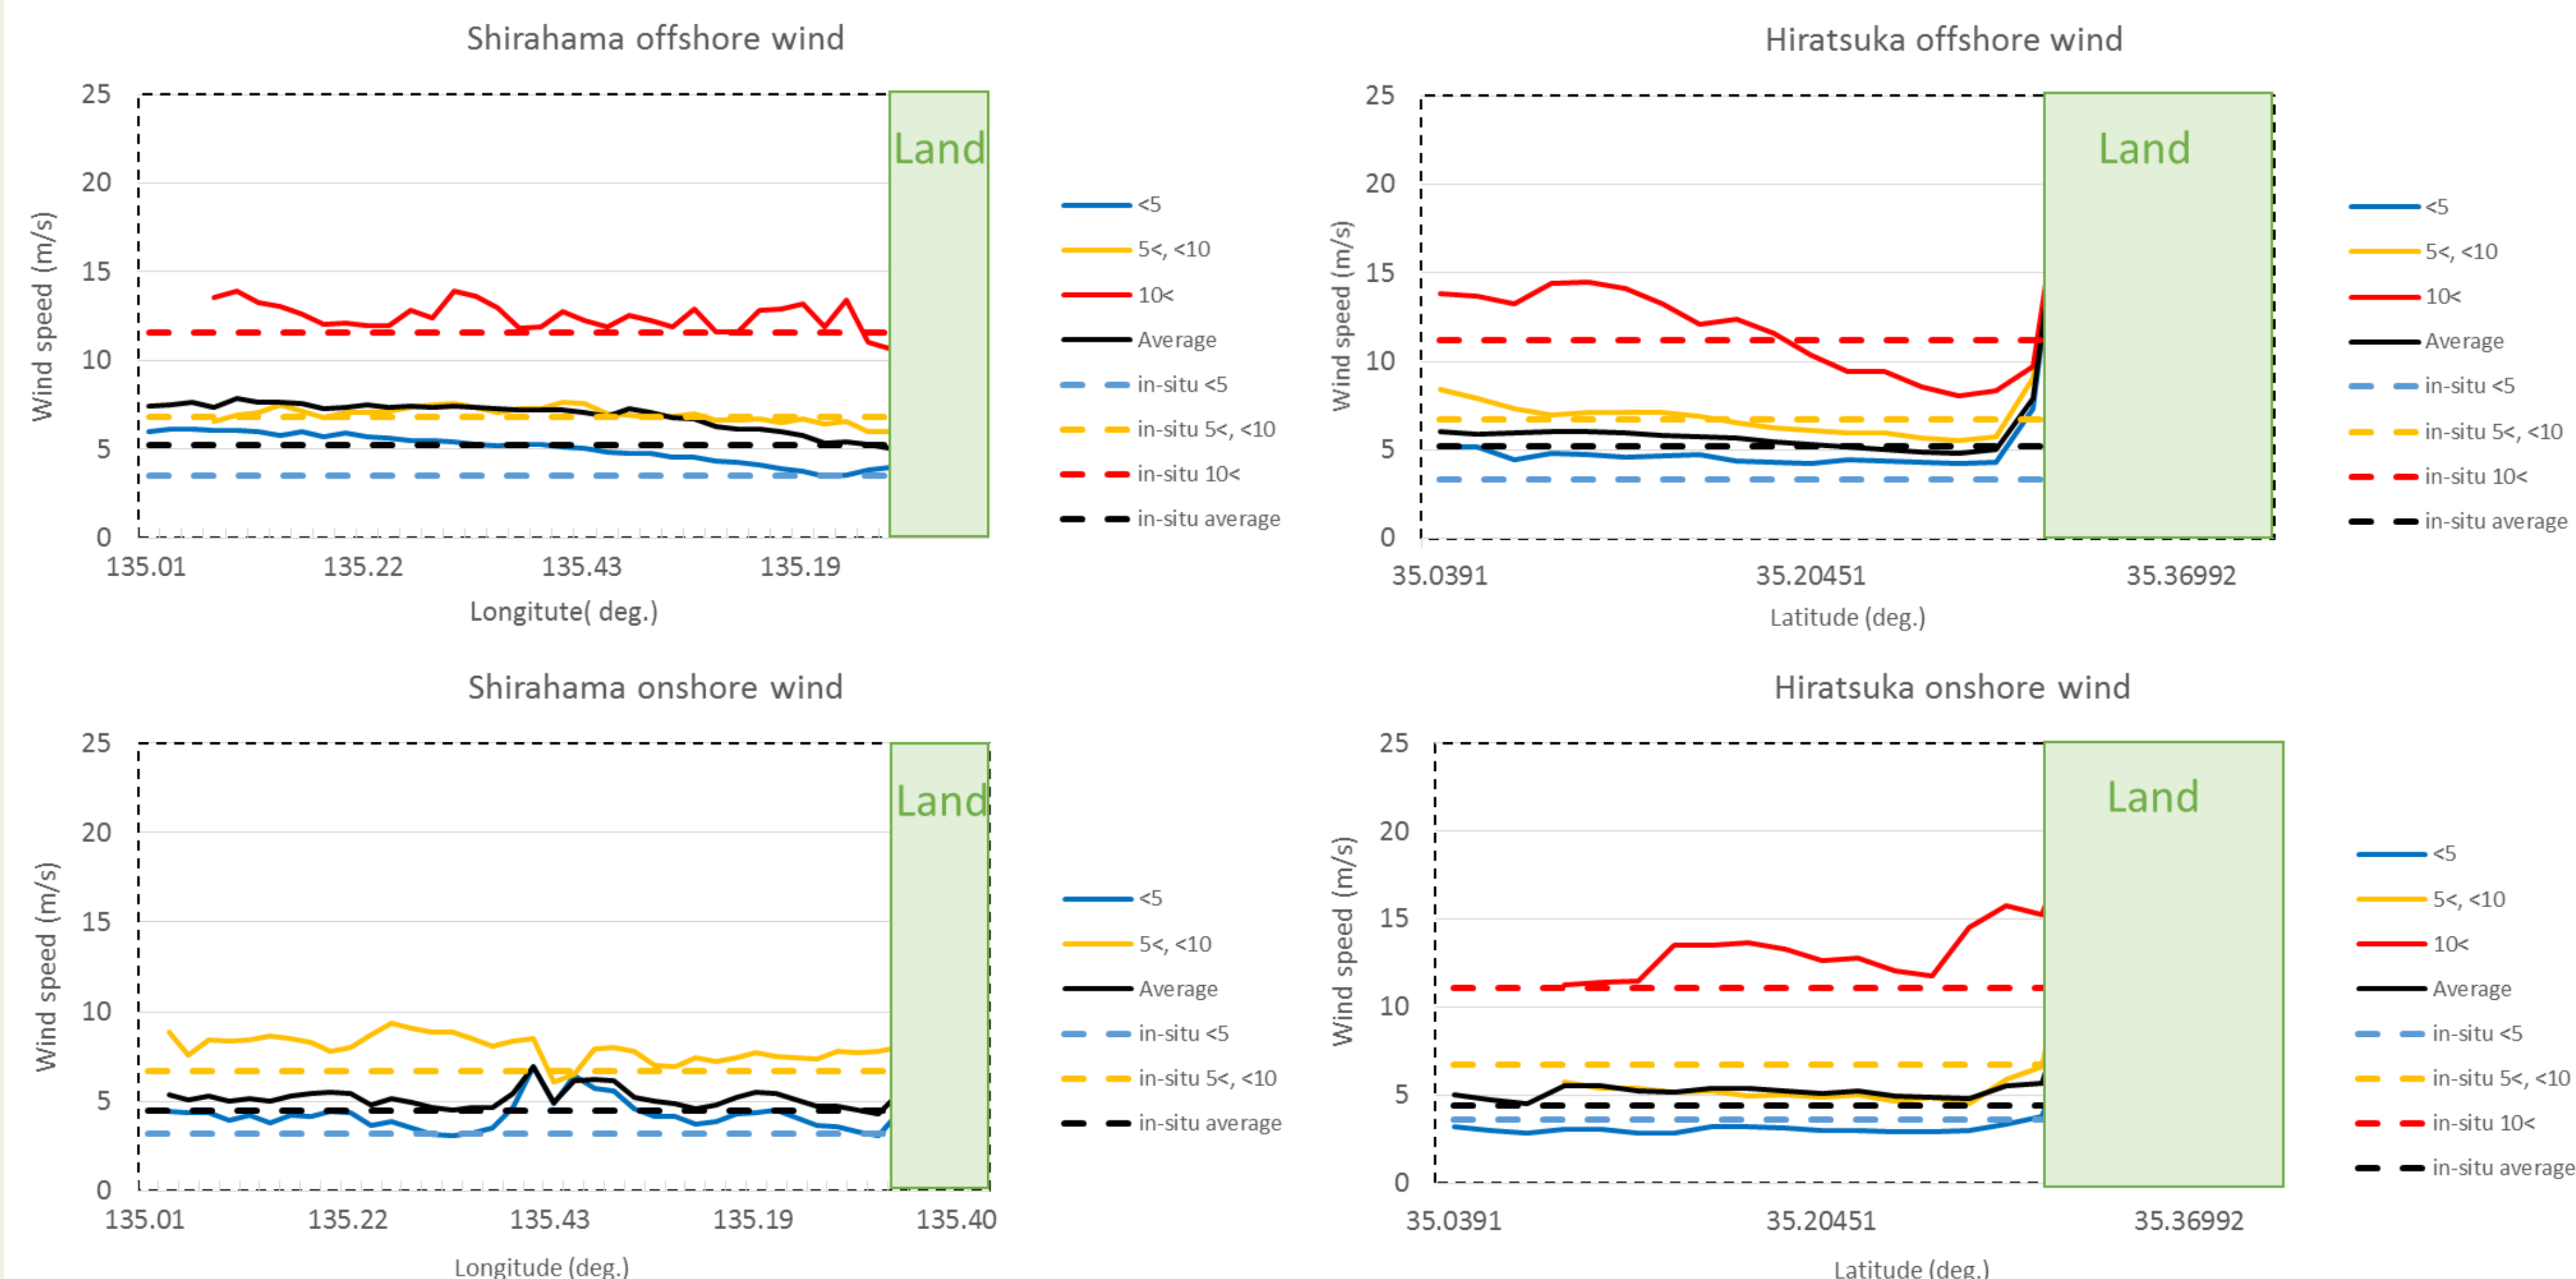 Shirahama offshore wind
25
20
15
10
5
0
Wind speed (m/s)
Land
135.01 135.22 135.43 135.19
Longitute( deg.)
<5
5<, <10
10<
Average
in-situ <5
in-situ 5<, <10
in-situ 10<
in-situ average
Hiratsuka offshore wind
25
20
15
10
5
0
Wind speed (m/s)
Land
35.0391 35.20451 35.36992
Latitude (deg.)
<5
5<, <10
10<
Average
in-situ <5
in-situ 5<, <10
in-situ 10<
in-situ average
Shirahama onshore wind
25
20
15
10
5
0
Wind speed (m/s)
Land
135.01 135.22 135.43 135.19 135.40
Longitude (deg.)
<5
5<, <10
Average
in-situ <5
in-situ 5<, <10
in-situ average
Hiratsuka onshore wind
25
20
15
10
5
0
Wind speed (m/s)
Land
35.0391 35.20451 35.36992
Latitude (deg.)
<5
5<, <10
10<
Average
in-situ <5
in-situ 5<, <10
in-situ 10<
in-situ average